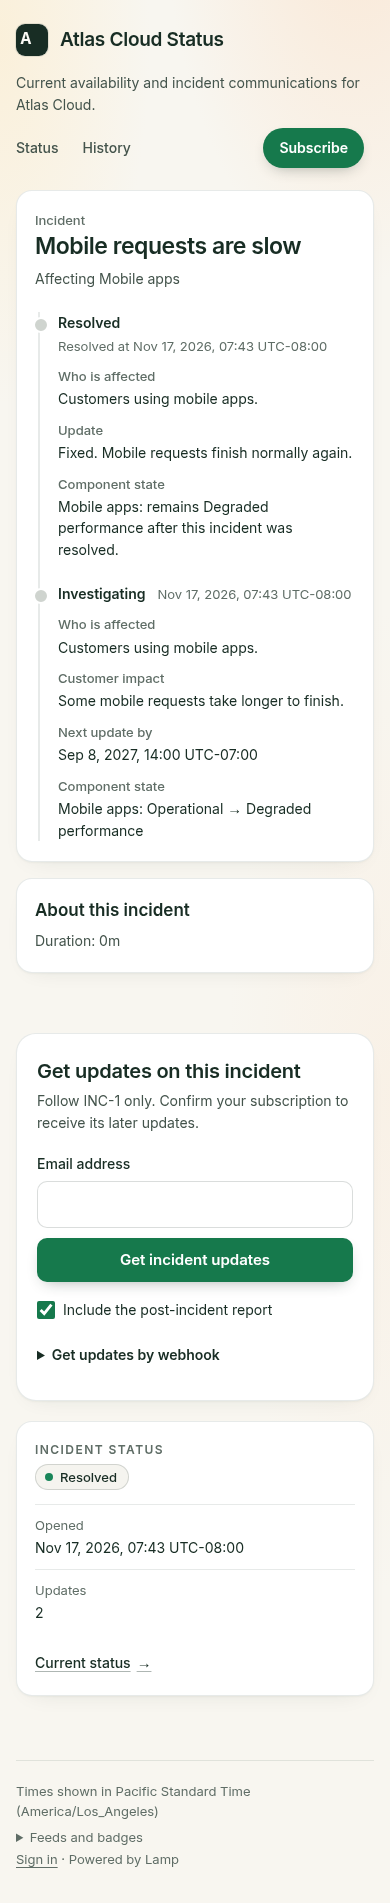 A Atlas Cloud Status
Current availability and incident communications for
Atlas Cloud.
Status History Subscribe
Incident
Mobile requests are slow
Affecting Mobile apps
Resolved
Resolved at Nov 17, 2026, 07:43 UTC-08:00
Who is affected
Customers using mobile apps.
Update
Fixed. Mobile requests finish normally again.
Component state
Mobile apps: remains Degraded
performance after this incident was
resolved.
Investigating Nov 17, 2026, 07:43 UTC-08:00
Who is affected
Customers using mobile apps.
Customer impact
Some mobile requests take longer to finish.
Next update by
Sep 8, 2027, 14:00 UTC-07:00
Component state
Mobile apps: Operational → Degraded
performance
About this incident
Duration: 0m
Get updates on this incident
Follow INC-1 only. Confirm your subscription to
receive its later updates.
Email address
Get incident updates
Include the post-incident report
Get updates by webhook
INCIDENT STATUS
Resolved
Opened
Nov 17, 2026, 07:43 UTC-08:00
Updates
2
Current status →
Times shown in Pacific Standard Time
(America/Los_Angeles)
Feeds and badges
Sign in · Powered by Lamp